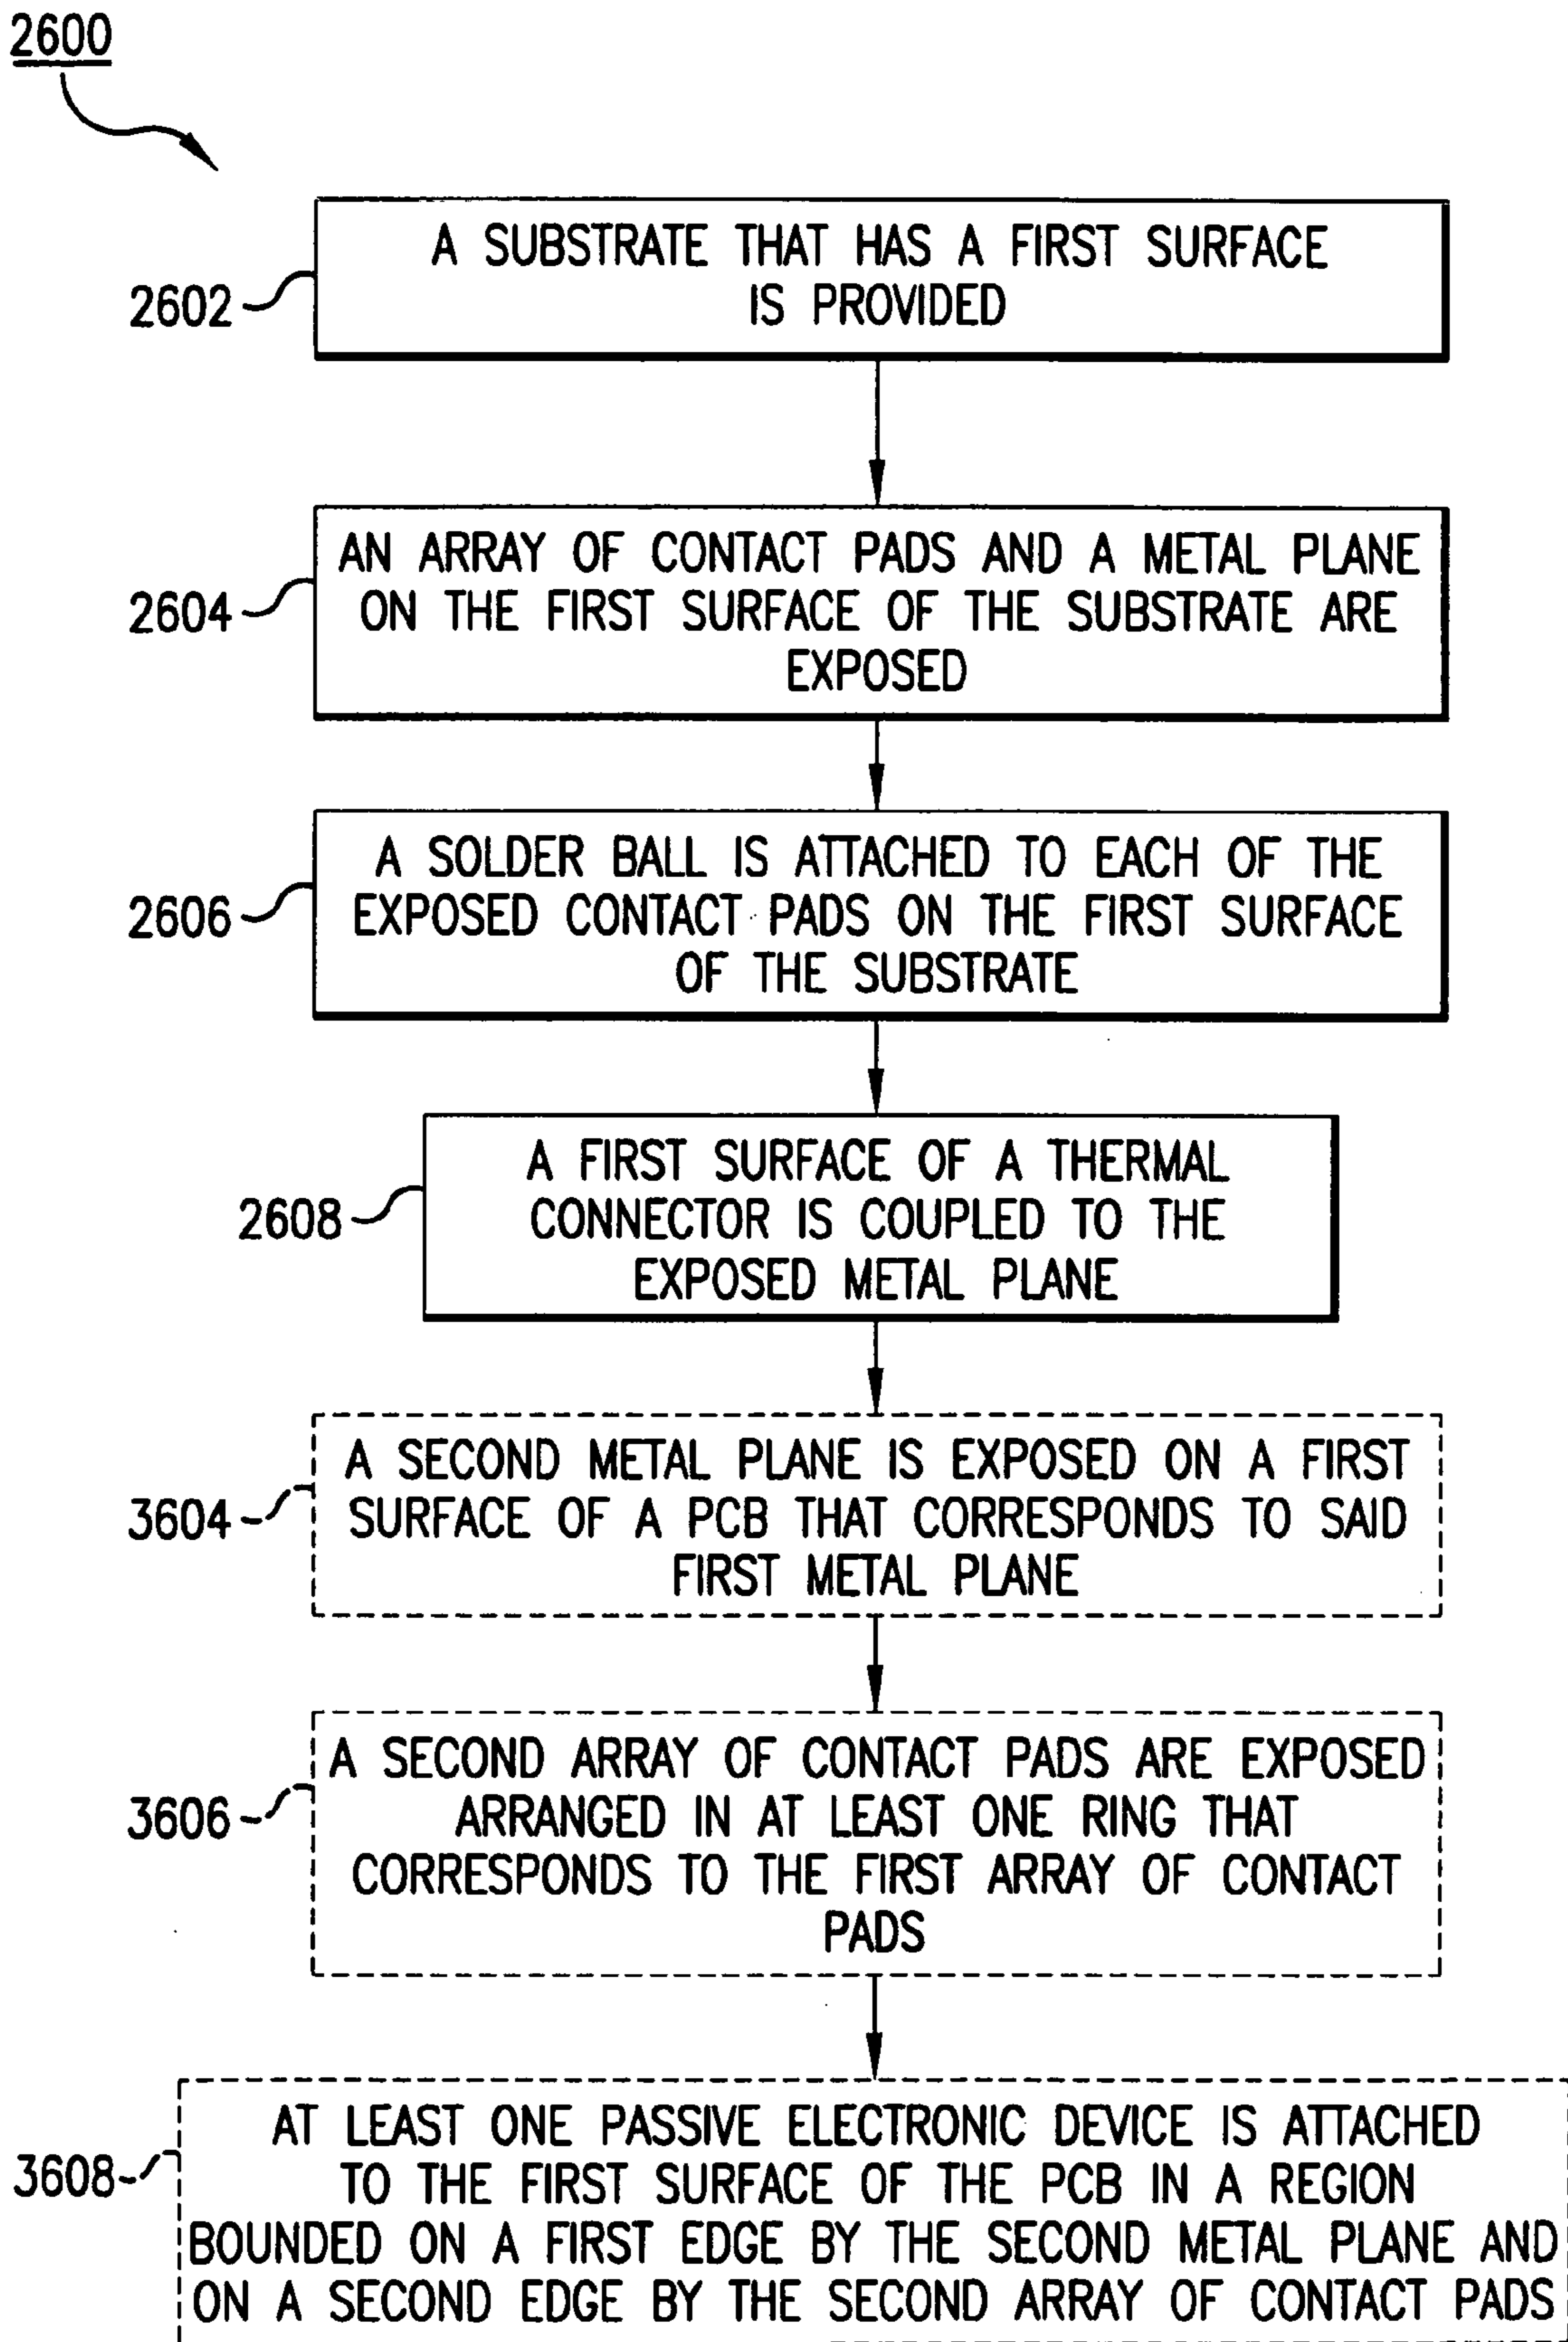 2600
A SUBSTRATE THAT HAS A FIRST SURFACE
IS PROVIDED
2602
AN ARRAY OF CONTACT PADS AND A METAL PLANE
ON THE FIRST SURFACE OF THE SUBSTRATE ARE
EXPOSED
2604
A SOLDER BALL IS ATTACHED TO EACH OF THE
EXPOSED CONTACT PADS ON THE FIRST SURFACE
OF THE SUBSTRATE
2606
A FIRST SURFACE OF A THERMAL
CONNECTOR IS COUPLED TO THE
EXPOSED METAL PLANE
2608
A SECOND METAL PLANE IS EXPOSED ON A FIRST
SURFACE OF A PCB THAT CORRESPONDS TO SAID
FIRST METAL PLANE
3604
A SECOND ARRAY OF CONTACT PADS ARE EXPOSED
ARRANGED IN AT LEAST ONE RING THAT
CORRESPONDS TO THE FIRST ARRAY OF CONTACT
PADS
3606
AT LEAST ONE PASSIVE ELECTRONIC DEVICE IS ATTACHED
TO THE FIRST SURFACE OF THE PCB IN A REGION
BOUNDED ON A FIRST EDGE BY THE SECOND METAL PLANE AND
ON A SECOND EDGE BY THE SECOND ARRAY OF CONTACT PADS
3608